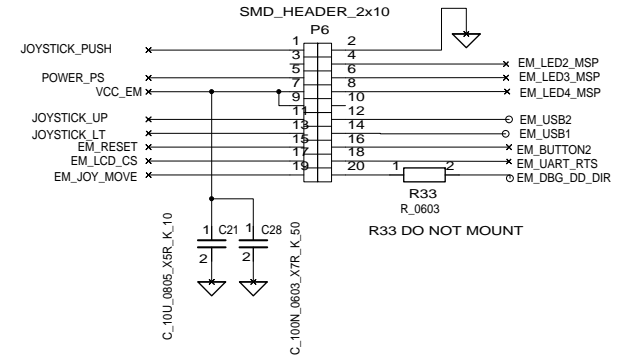 SMD_HEADER_2x10
P6
JOYSTICK_PUSH
1
2
3
4
EM_LED2_MSP
POWER_PS
5
6
EM_LED3_MSP
VCC_EM
7
8
EM_LED4_MSP
9
10
JOYSTICK_UP
11
12
EM_USB2
JOYSTICK_LT
13
14
EM_USB1
EM_RESET
15
16
EM_BUTTON2
EM_LCD_CS
17
18
EM_UART_RTS
EM_JOY_MOVE
19
20
1
2
EM_DBG_DD_DIR
R33
R_0603
R33 DO NOT MOUNT
1
C21
1
C28
2
2
C_10U_0805_X5R_K_10
C_100N_0603_X7R_K_50